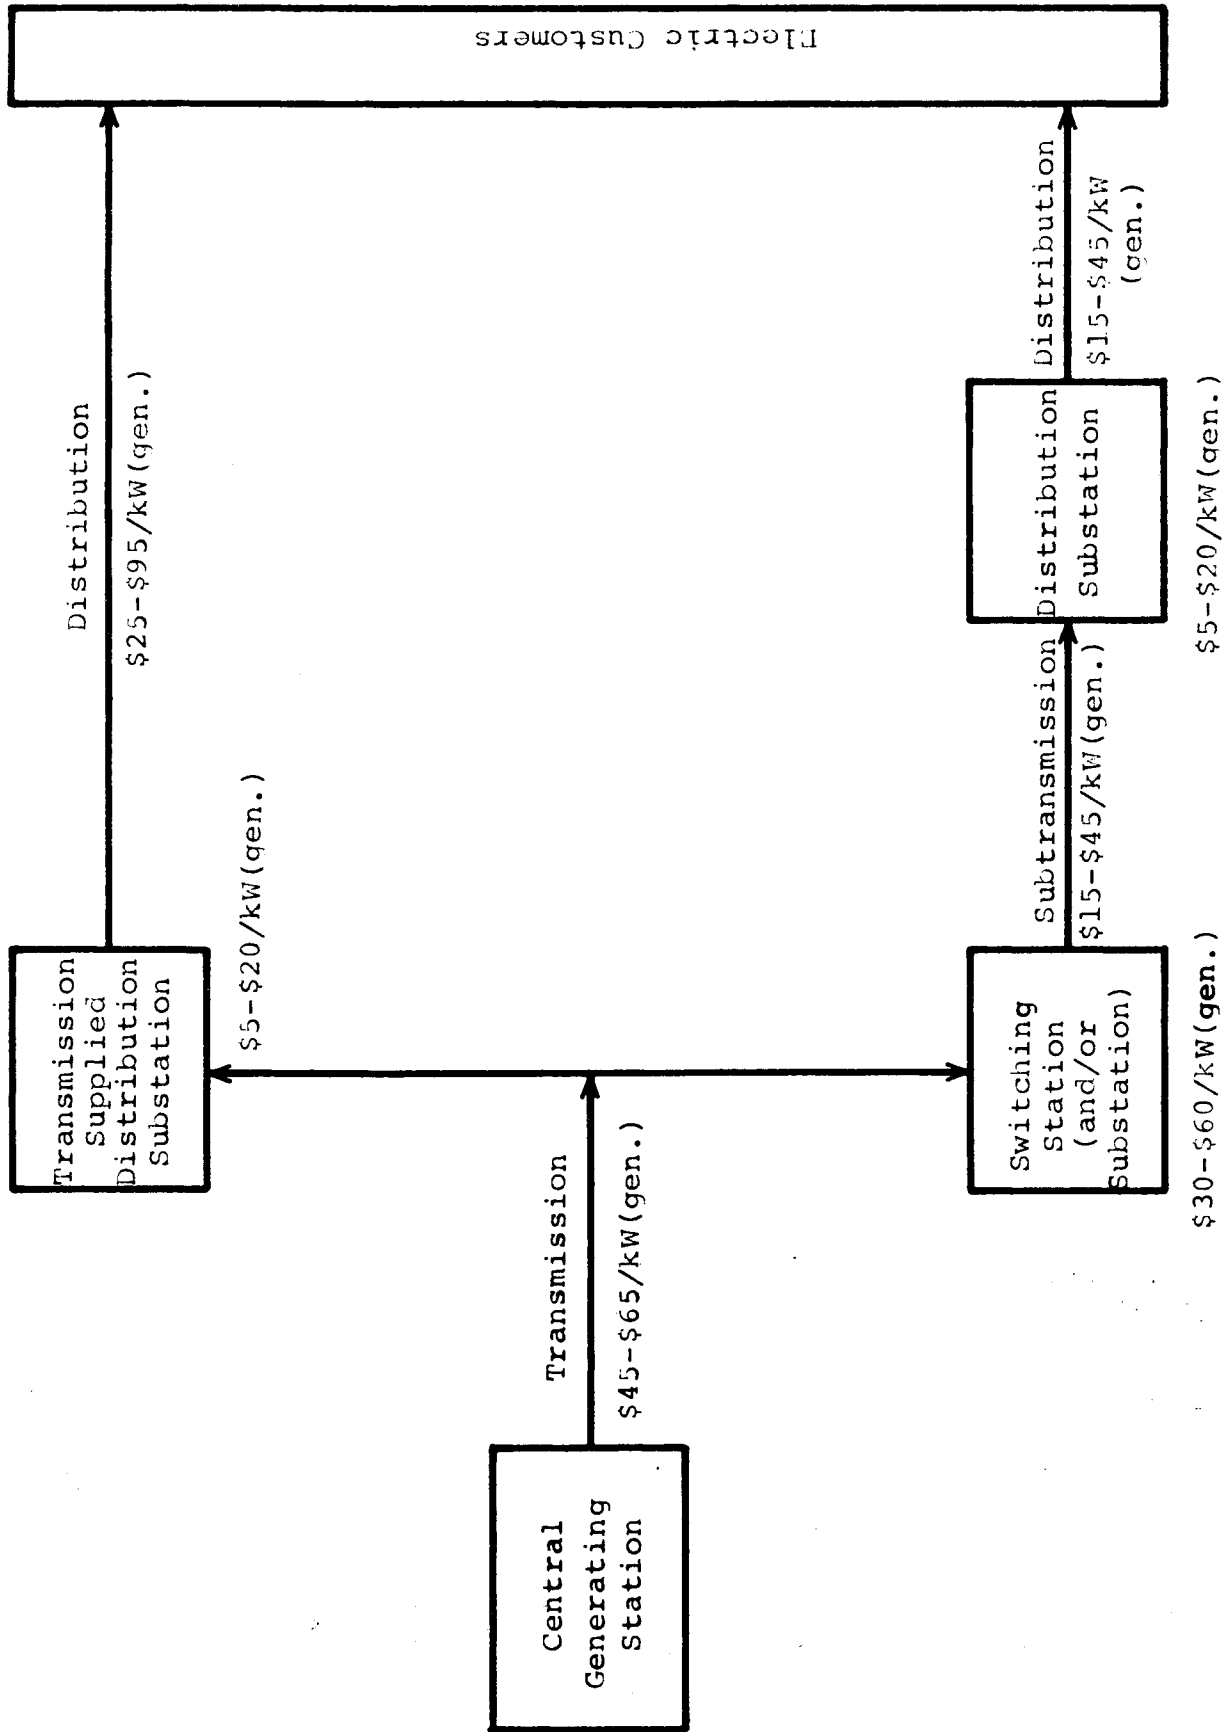 Central
Generating
Station
Transmission
$45-$65/kW(gen.)
Transmission
Supplied
Distribution
Substation
$5-$20/kW(gen.)
Distribution
$25-$95/kW(gen.)
Switching
Station
(and/or
Substation)
$30-$60/kW(gen.)
Subtransmission
$15-$45/kW(gen.)
Distribution
Substation
$5-$20/kW(gen.)
Distribution
$15-$45/kW
(gen.)
Electric Customers